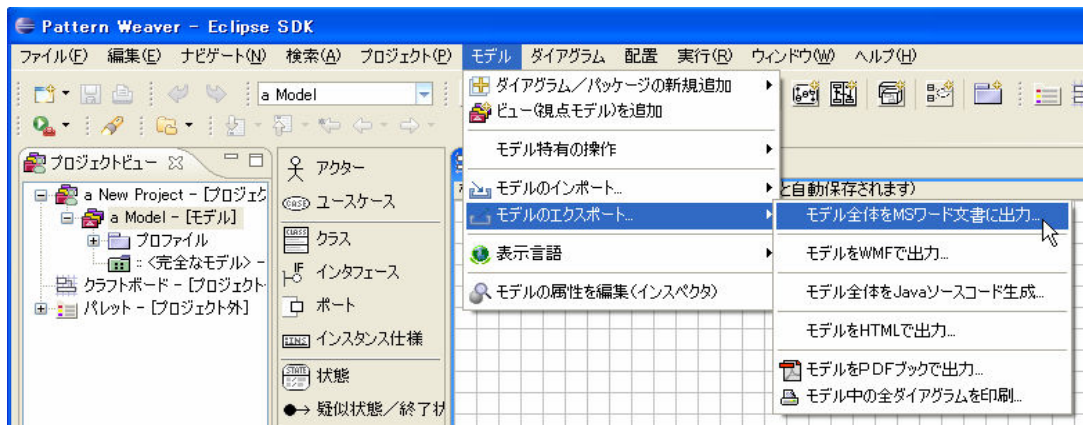 Pattern Weaver - Eclipse SDK
ファイル(F) 編集(E) ナビゲート(N) 検索(A) プロジェクト(P) モデル ダイアグラム 配置 実行(R) ウィンドウ(W) ヘルプ(H)
a Model
ダイアグラム／パッケージの新規追加
ビュー(視点モデル)を追加
モデル特有の操作
モデルのインポート...
モデルのエクスポート...
表示言語
モデルの属性を編集(インスペクタ)
と自動保存されます)
モデル全体をMSワード文書に出力...
モデルをWMFで出力...
モデル全体をJavaソースコード生成...
モデルをHTMLで出力...
モデルをPDFブックで出力...
モデル中の全ダイアグラムを印刷...
プロジェクトビュー
a New Project - [プロジェク
a Model - [モデル]
プロファイル
:: <完全なモデル> -
クラフトボード - [プロジェクト
パレット - [プロジェクト外]
アクター
CASE ユースケース
CLASS クラス
IF インタフェース
ポート
:INS インスタンス仕様
STATE 状態
疑似状態／終了状